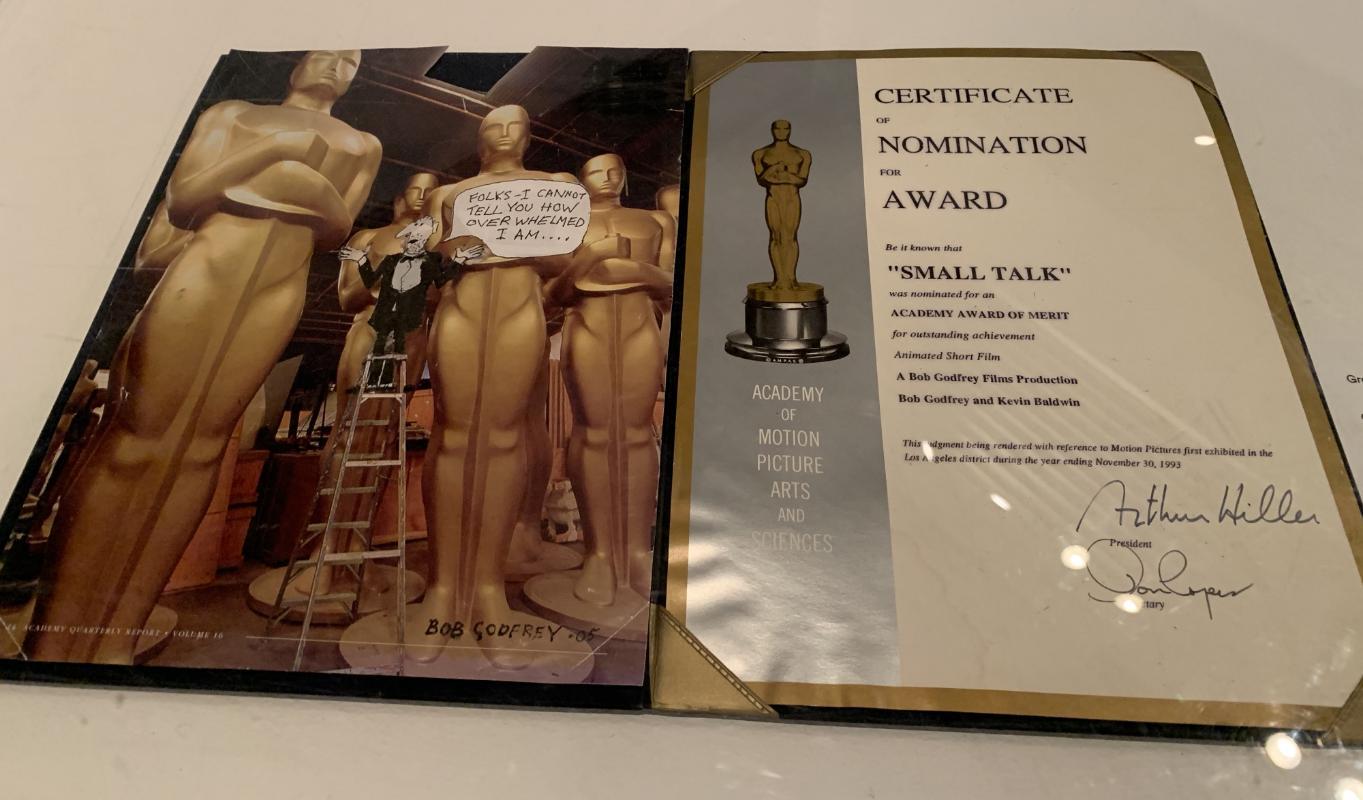 FOLKS-I CANNOT
TELL YOU HOW
OVER WHELMED
I AM....
16 ACADEMY QUARTERLY REPORT • VOLUME 16
BOB GODFREY .05
CERTIFICATE
OF
NOMINATION
FOR
AWARD
Be it known that
"SMALL TALK"
was nominated for an
ACADEMY AWARD OF MERIT
for outstanding achievement
Animated Short Film
A Bob Godfrey Films Production
Bob Godfrey and Kevin Baldwin
This judgment being rendered with reference to Motion Pictures first exhibited in the
Los Angeles district during the year ending November 30, 1993
Arthur Hiller
President
ACADEMY
OF
MOTION
PICTURE
ARTS
AND
SCIENCES